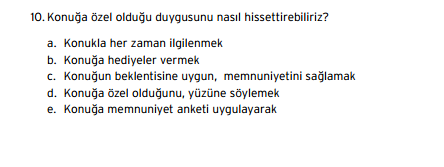 10. Konuğa özel olduğu duygusunu nasıl hissettirebiliriz?
a. Konukla her zaman ilgilenmek
b. Konuğa hediyeler vermek
c. Konuğun beklentisine uygun, memnuniyetini sağlamak
d. Konuğa özel olduğunu, yüzüne söylemek
e. Konuğa memnuniyet anketi uygulayarak